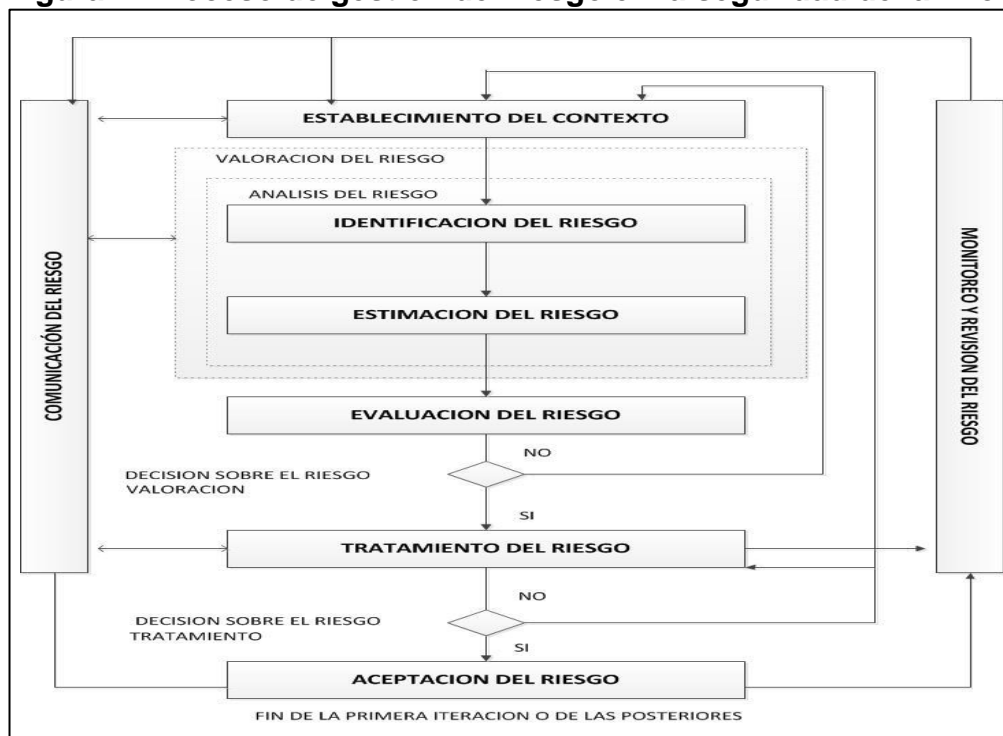 ESTABLECIMIENTO DEL CONTEXTO
VALORACION DEL RIESGO
ANALISIS DEL RIESGO
IDENTIFICACION DEL RIESGO
ESTIMACION DEL RIESGO
EVALUACION DEL RIESGO
NO
DECISION SOBRE EL RIESGO
VALORACION
SI
TRATAMIENTO DEL RIESGO
NO
DECISION SOBRE EL RIESGO
TRATAMIENTO
SI
ACEPTACION DEL RIESGO
FIN DE LA PRIMERA ITERACION O DE LAS POSTERIORES
COMUNICACIÓN DEL RIESGO
MONITOREO Y REVISION DEL RIESGO